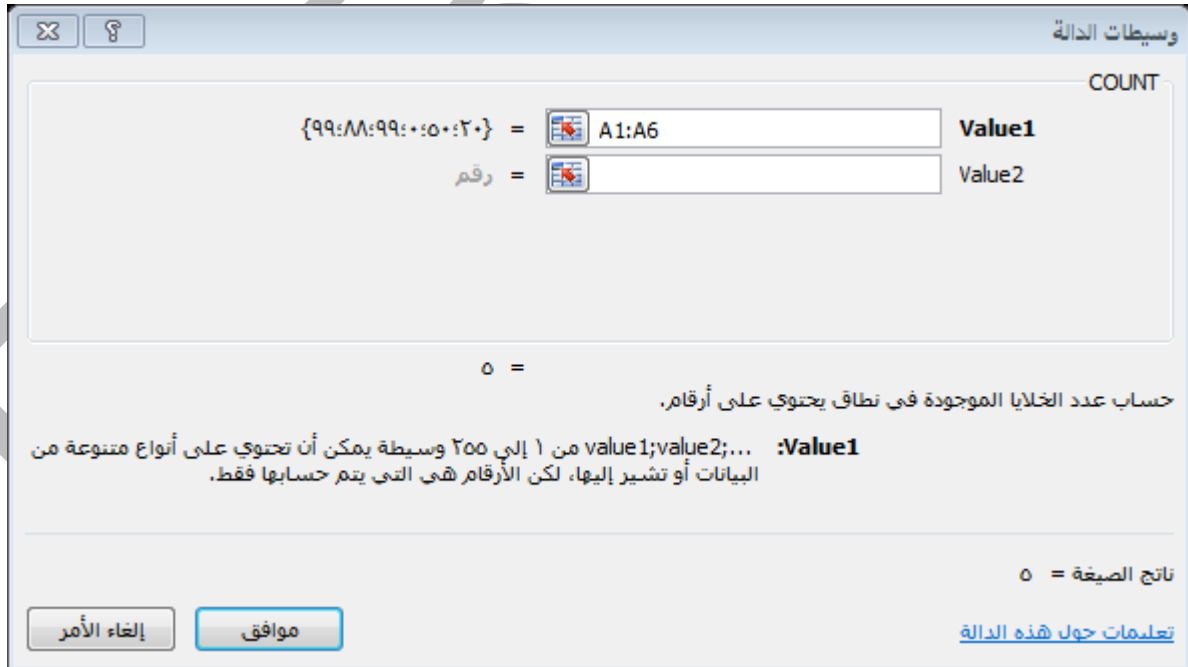 وسيطات الدالة
COUNT
Value1 A1:A6 = {٩٩;٨٨;٩٩;٠;٥٠;٢٠}
Value2 = رقم
= ٥
حساب عدد الخلايا الموجودة في نطاق يحتوي على أرقام.
Value1: value1;value2;... من ١ إلى ٢٥٥ وسيطة يمكن أن تحتوي على أنواع متنوعة من
البيانات أو تشير إليها، لكن الأرقام هي التي يتم حسابها فقط.
ناتج الصيغة = ٥
تعليمات حول هذه الدالة
موافق
إلغاء الأمر